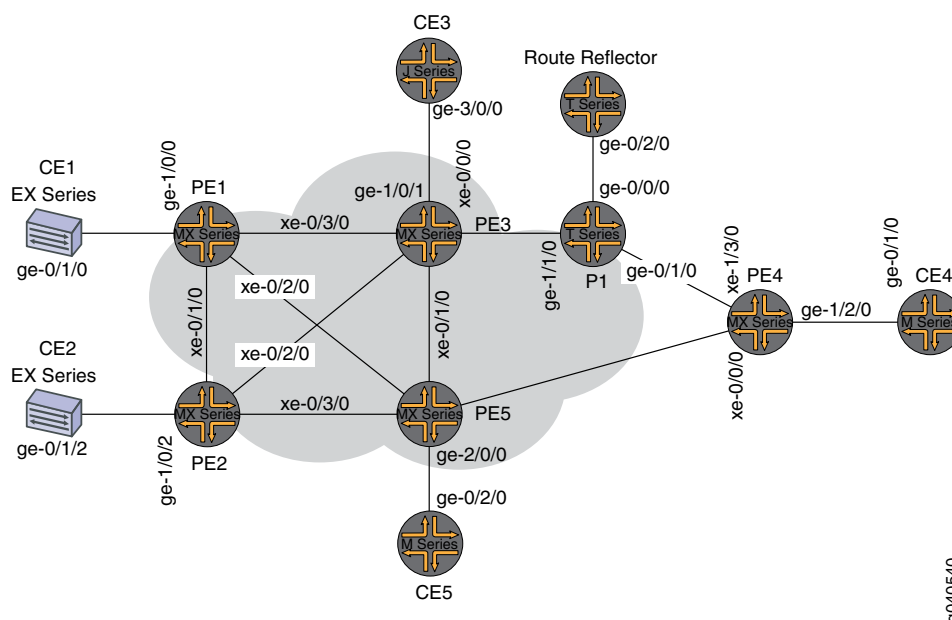 CE3
J Series
ge-3/0/0
Route Reflector
T Series
ge-0/2/0
CE1
EX Series
ge-0/1/0
ge-1/0/0
PE1
MX Series
xe-0/3/0
ge-1/0/1
xe-0/0/0
MX Series
PE3
ge-0/0/0
T Series
ge-1/1/0
P1
ge-0/1/0
xe-1/3/0
PE4
MX Series
xe-0/0/0
ge-1/2/0
ge-0/1/0
CE4
M Series
xe-0/1/0
xe-0/2/0
xe-0/2/0
xe-0/1/0
CE2
EX Series
ge-0/1/2
ge-1/0/2
MX Series
PE2
xe-0/3/0
MX Series
PE5
ge-2/0/0
ge-0/2/0
M Series
CE5